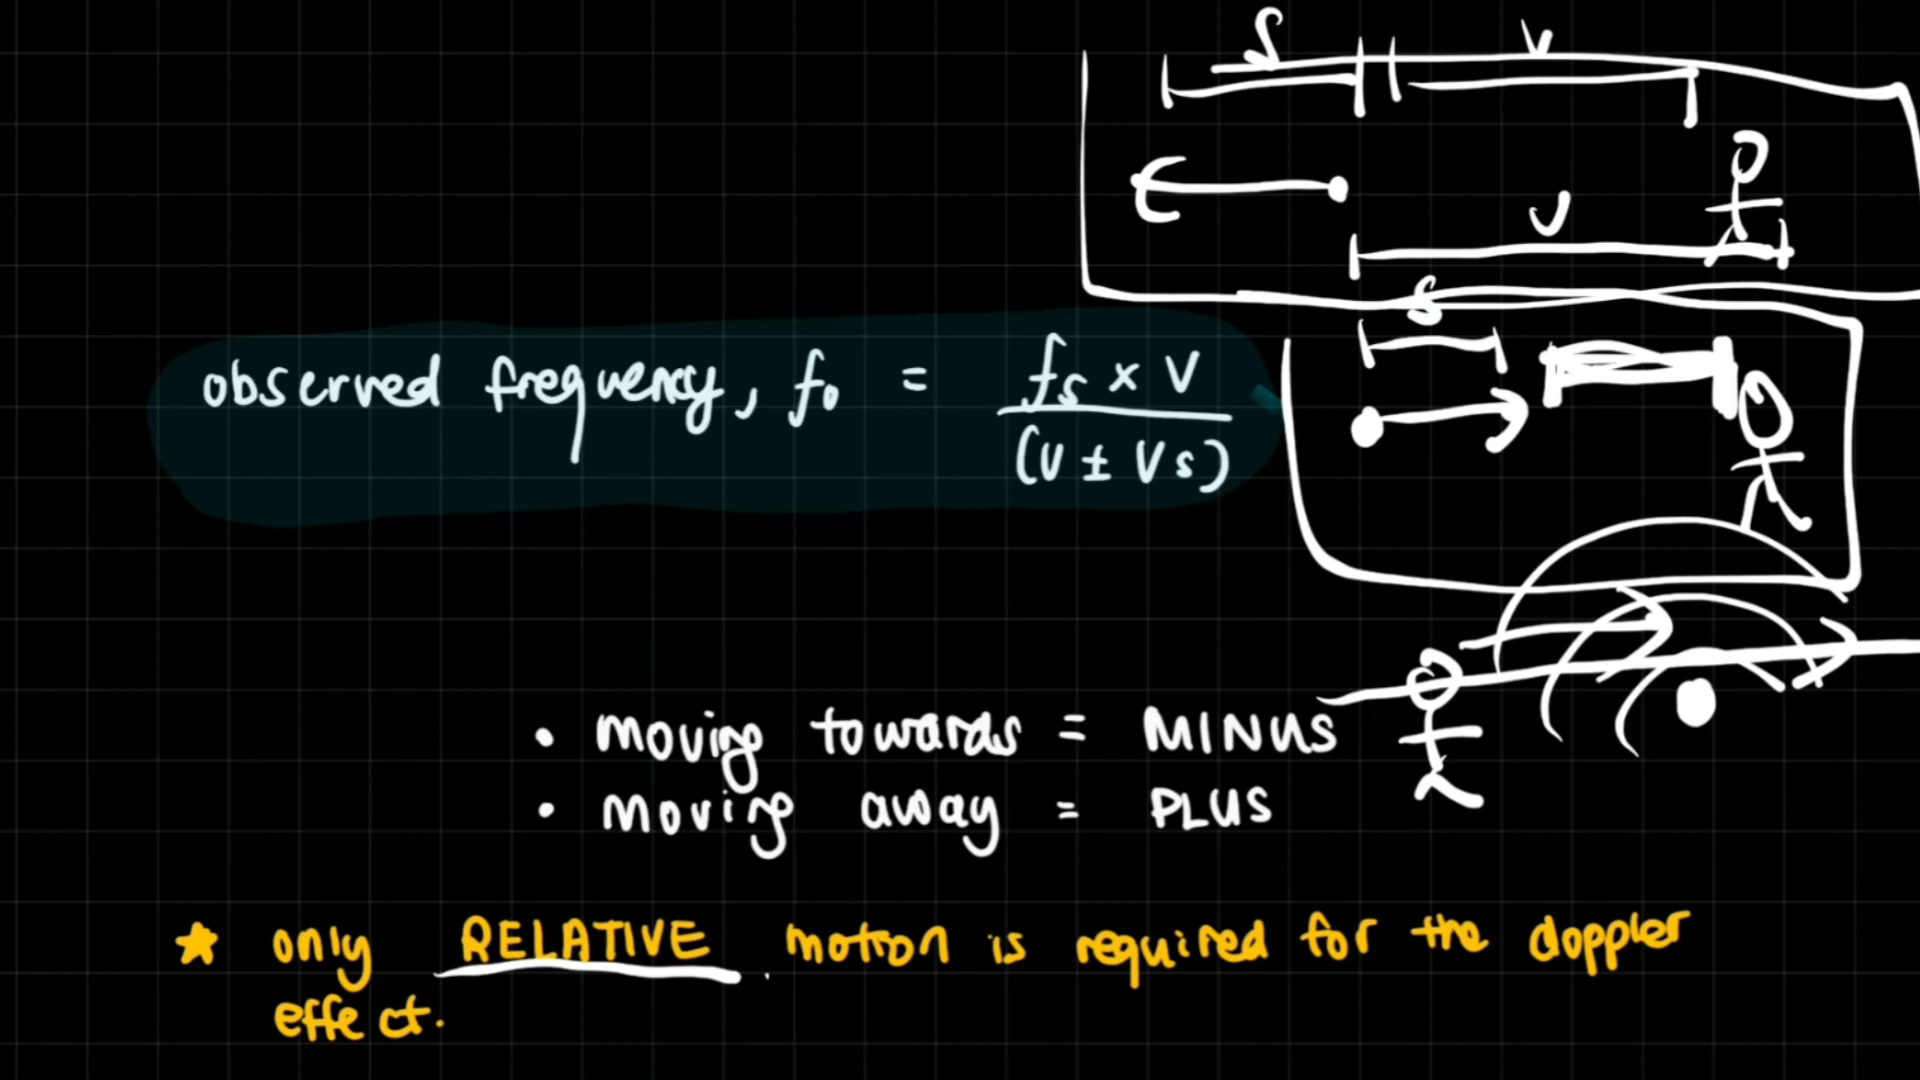 S V
V
S
observed frequency, fo = fs x V
(V ± Vs)
• moving towards = MINUS
• moving away = PLUS
★ only RELATIVE motion is required for the doppler
effect.